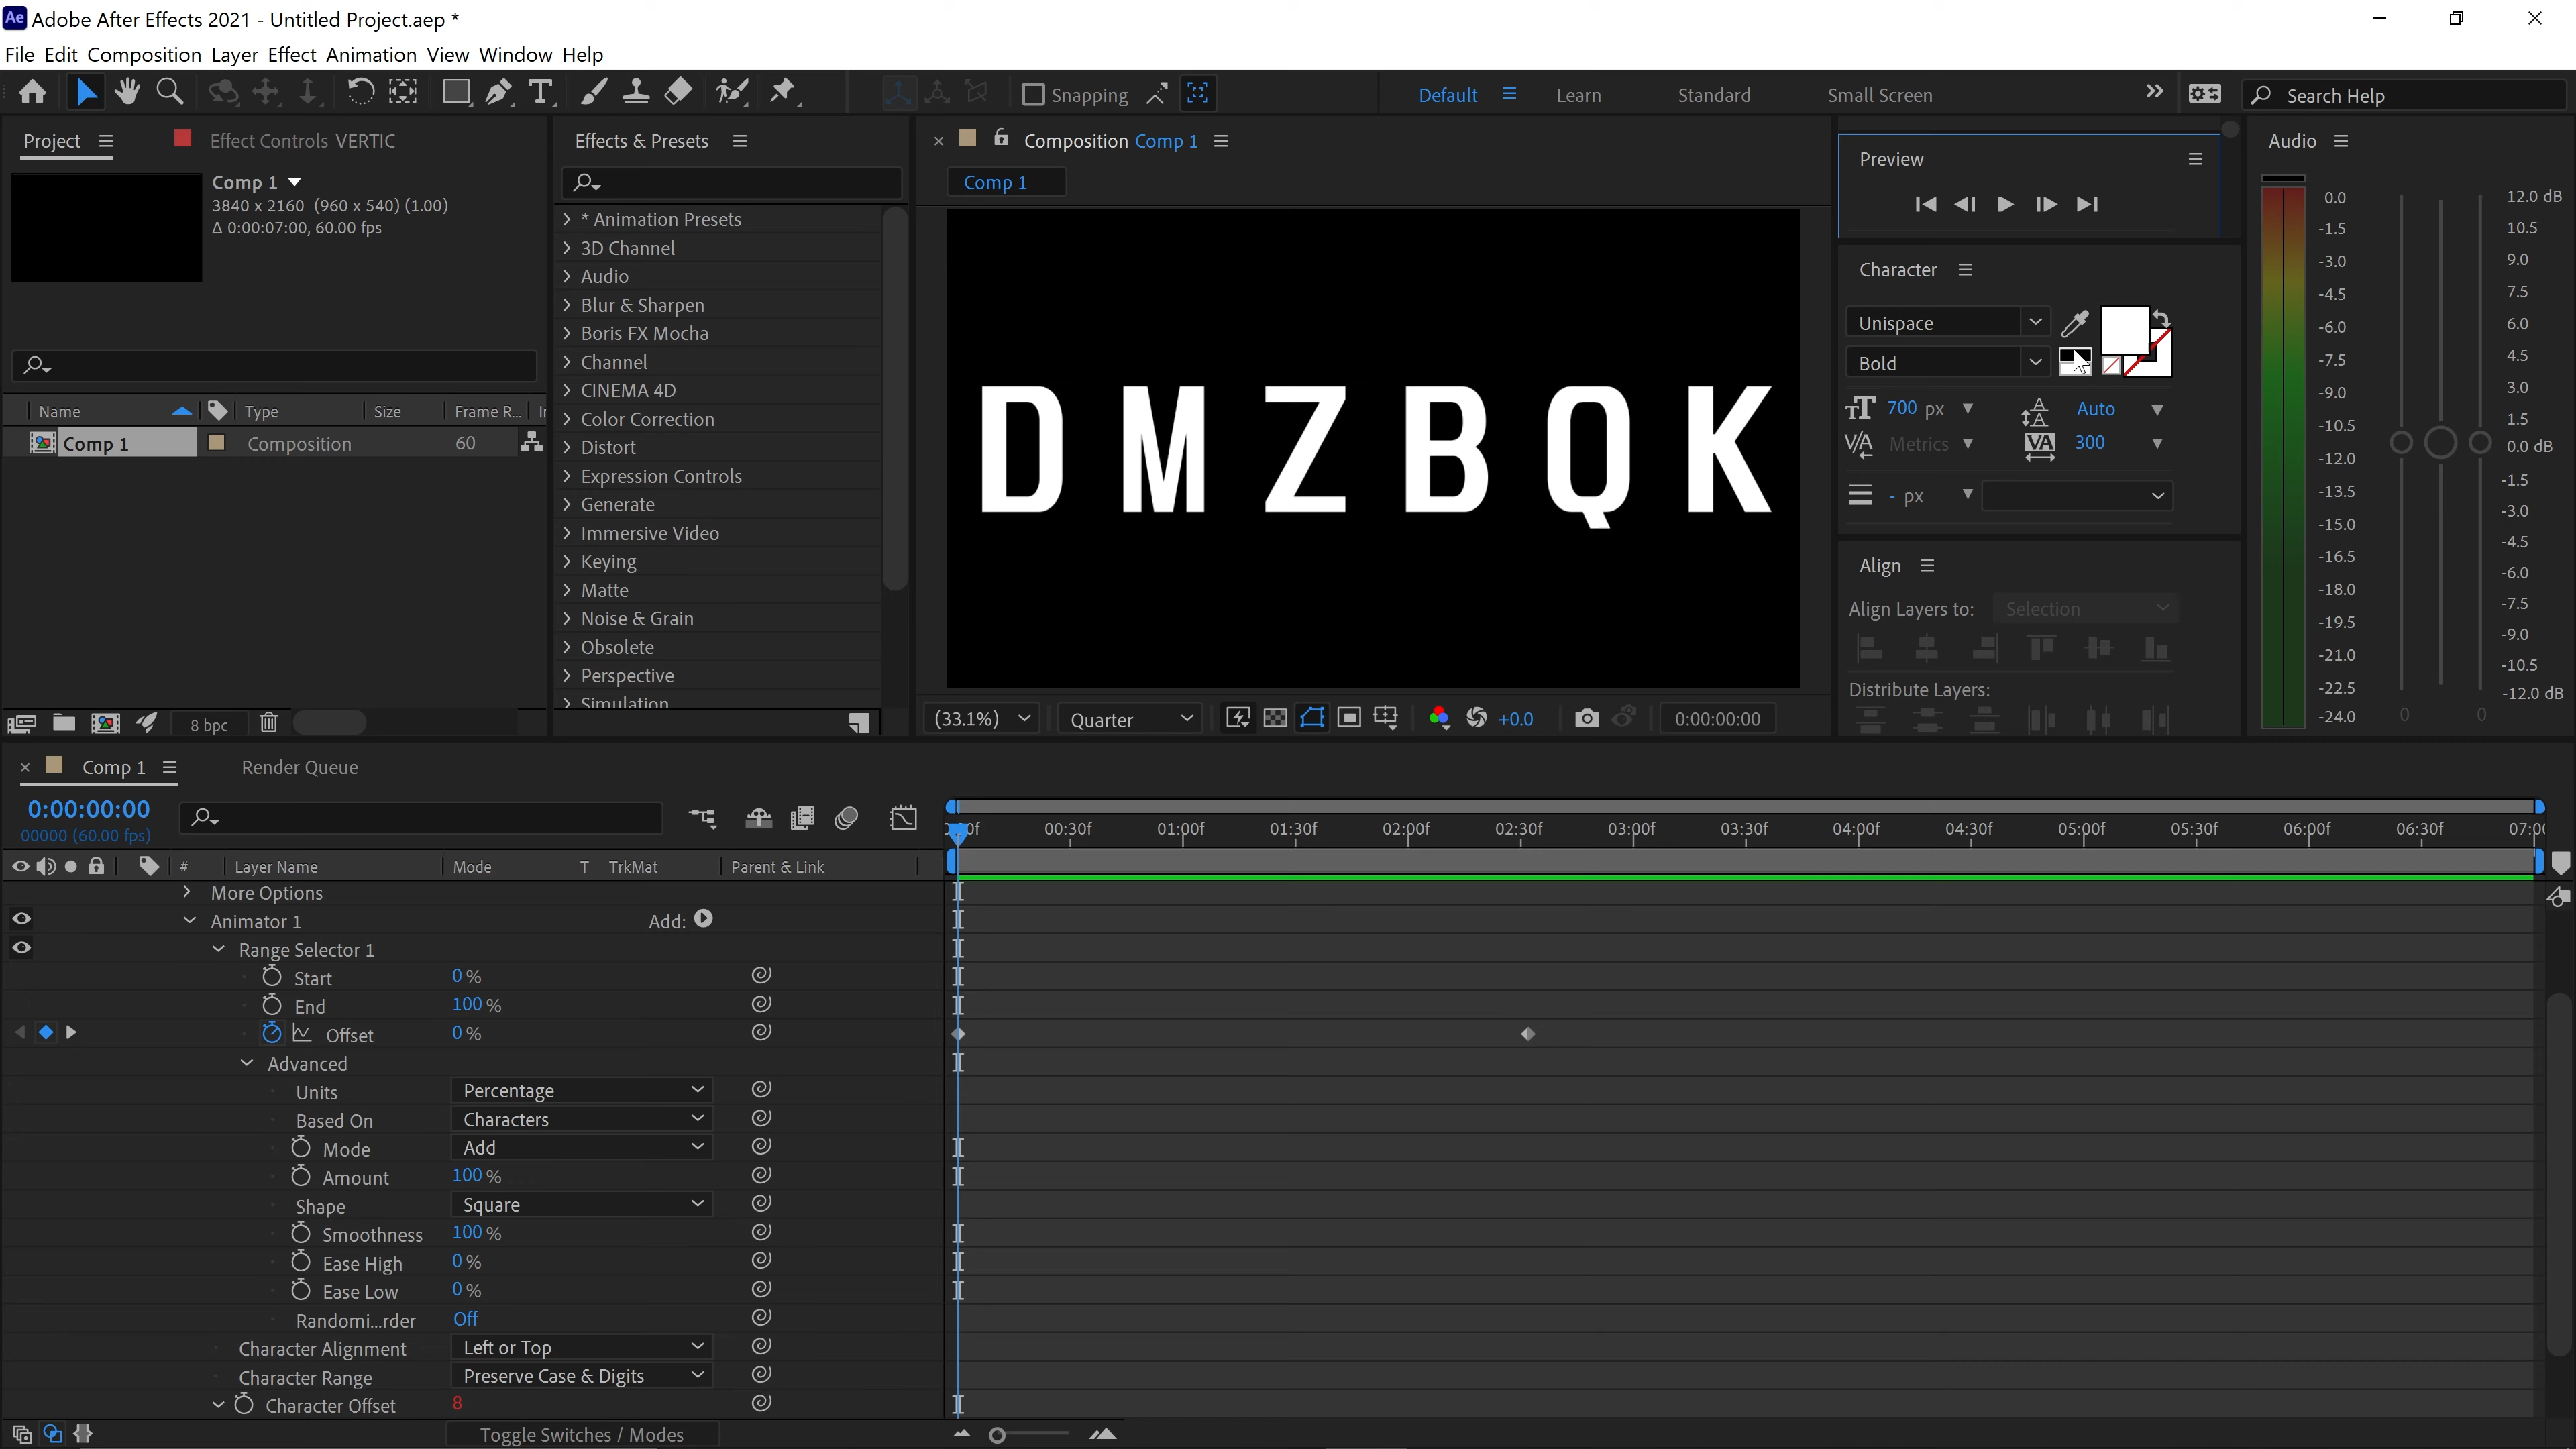 Ae Adobe After Effects 2021 - Untitled Project.aep *
File Edit Composition Layer Effect Animation View Window Help
Snapping Default Learn Standard Small Screen Search Help
Project Effect Controls VERTIC
Comp 1
3840 x 2160 (960 x 540) (1.00)
Δ 0:00:07:00, 60.00 fps
Name Type Size Frame R...
Comp 1 Composition 60
8 bpc
Effects & Presets
* Animation Presets
3D Channel
Audio
Blur & Sharpen
Boris FX Mocha
Channel
CINEMA 4D
Color Correction
Distort
Expression Controls
Generate
Immersive Video
Keying
Matte
Noise & Grain
Obsolete
Perspective
Simulation
Composition Comp 1
Comp 1
D M Z B Q K
(33.1%) Quarter +0.0 0:00:00:00
Preview
Character
Unispace
Bold
700 px Auto
Metrics 300
- px
Align
Align Layers to: Selection
Distribute Layers:
Audio
0.0
-1.5
-3.0
-4.5
-6.0
-7.5
-9.0
-10.5
-12.0
-13.5
-15.0
-16.5
-18.0
-19.5
-21.0
-22.5
-24.0
12.0 dB
10.5
9.0
7.5
6.0
4.5
3.0
1.5
0.0 dB
-1.5
-3.0
-4.5
-6.0
-7.5
-9.0
-10.5
-12.0 dB
0 0
Comp 1 Render Queue
0:00:00:00
00000 (60.00 fps)
00:30f 01:00f 01:30f 02:00f 02:30f 03:00f 03:30f 04:00f 04:30f 05:00f 05:30f 06:00f 06:30f
# Layer Name Mode T TrkMat Parent & Link
More Options
Animator 1 Add:
Range Selector 1
Start 0 %
End 100 %
Offset 0 %
Advanced
Units Percentage
Based On Characters
Mode Add
Amount 100 %
Shape Square
Smoothness 100 %
Ease High 0 %
Ease Low 0 %
Randomi...rder Off
Character Alignment Left or Top
Character Range Preserve Case & Digits
Character Offset 8
Toggle Switches / Modes